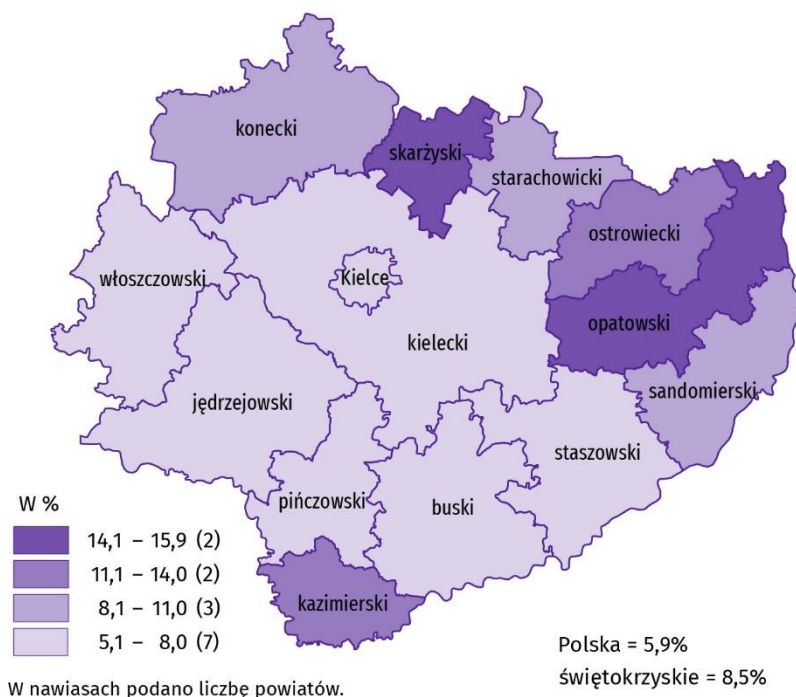 konecki
skarżyski
starachowicki
ostrowiecki
włoszczowski
Kielce
opatowski
kielecki
sandomierski
jędrzejowski
staszowski
pińczowski
buski
kazimierski
W %
14,1 – 15,9 (2)
11,1 – 14,0 (2)
8,1 – 11,0 (3)
5,1 – 8,0 (7)
Polska = 5,9%
świętokrzyskie = 8,5%
W nawiasach podano liczbę powiatów.